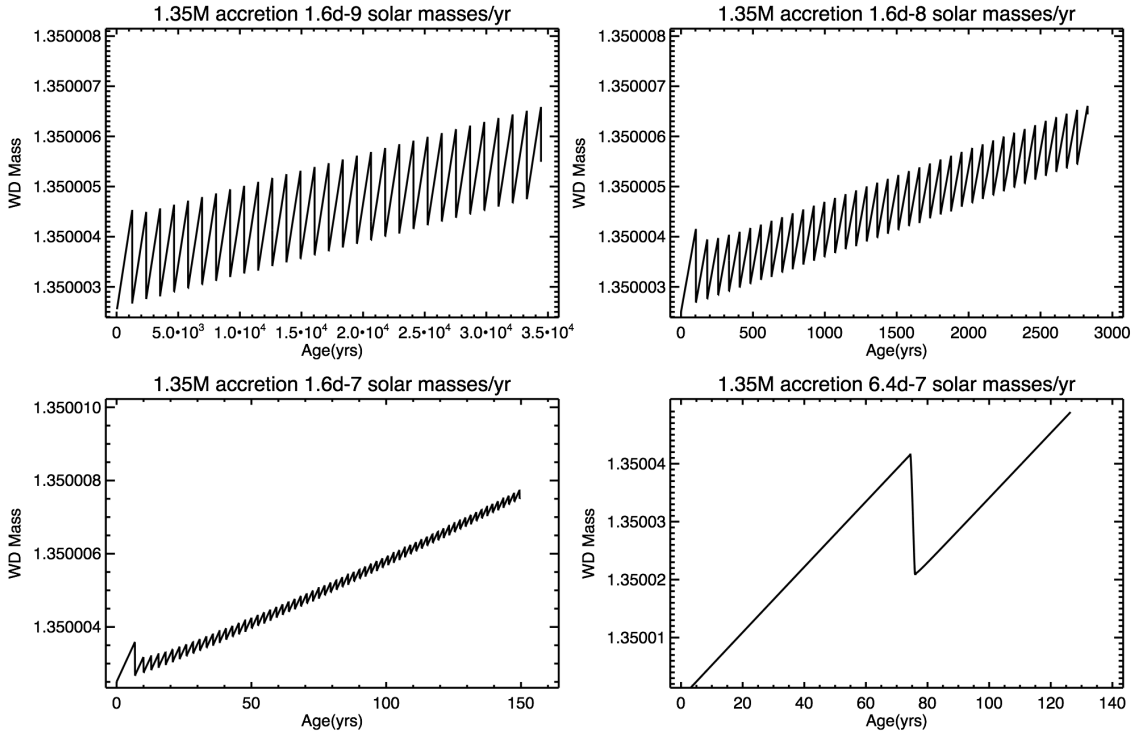 1.35M accretion 1.6d-9 solar masses/yr
1.350008
1.350007
1.350006
1.350005
1.350004
1.350003
WD Mass
0 5.0•10³ 1.0•10⁴ 1.5•10⁴ 2.0•10⁴ 2.5•10⁴ 3.0•10⁴ 3.5•10⁴
Age(yrs)
1.35M accretion 1.6d-8 solar masses/yr
1.350008
1.350007
1.350006
1.350005
1.350004
1.350003
WD Mass
0 500 1000 1500 2000 2500 3000
Age(yrs)
1.35M accretion 1.6d-7 solar masses/yr
1.350010
1.350008
1.350006
1.350004
WD Mass
0 50 100 150
Age(yrs)
1.35M accretion 6.4d-7 solar masses/yr
1.35004
1.35003
1.35002
1.35001
WD Mass
0 20 40 60 80 100 120 140
Age(yrs)